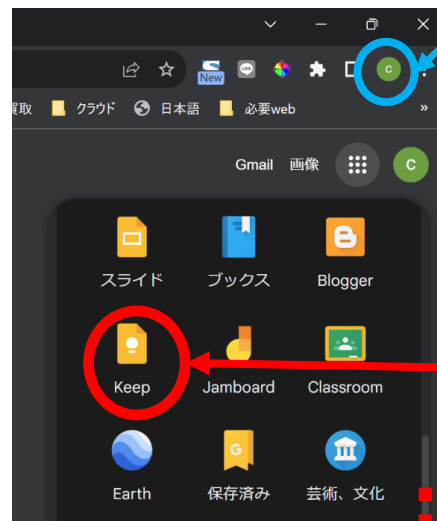 New LINE C
買取 クラウド 日本語 必要web »
Gmail 画像 C
スライド ブックス Blogger
Keep Jamboard Classroom
G
Earth 保存済み 芸術、文化